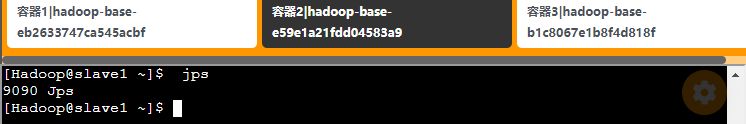 容器1|hadoop-base-
eb2633747ca545acbf
容器2|hadoop-base-
e59e1a21fdd04583a9
容器3|hadoop-base-
b1c8067e1b8f4d818f
[Hadoop@slave1 ~]$  jps
9090 Jps
[Hadoop@slave1 ~]$